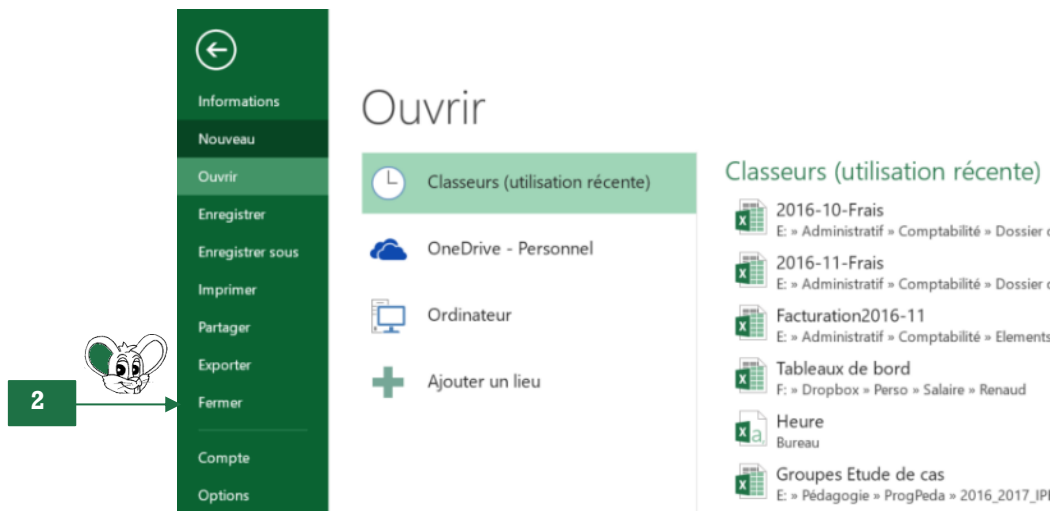 Informations
Nouveau
Ouvrir
Enregistrer
Enregistrer sous
Imprimer
Partager
Exporter
2
Fermer
Compte
Options
Ouvrir
Classeurs (utilisation récente)
OneDrive - Personnel
Ordinateur
Ajouter un lieu
Classeurs (utilisation récente)
2016-10-Frais
E: » Administratif » Comptabilité » Dossier
2016-11-Frais
E: » Administratif » Comptabilité » Dossier
Facturation2016-11
E: » Administratif » Comptabilité » Elements
Tableaux de bord
F: » Dropbox » Perso » Salaire » Renaud
Heure
Bureau
Groupes Etude de cas
E: » Pédagogie » ProgPeda »